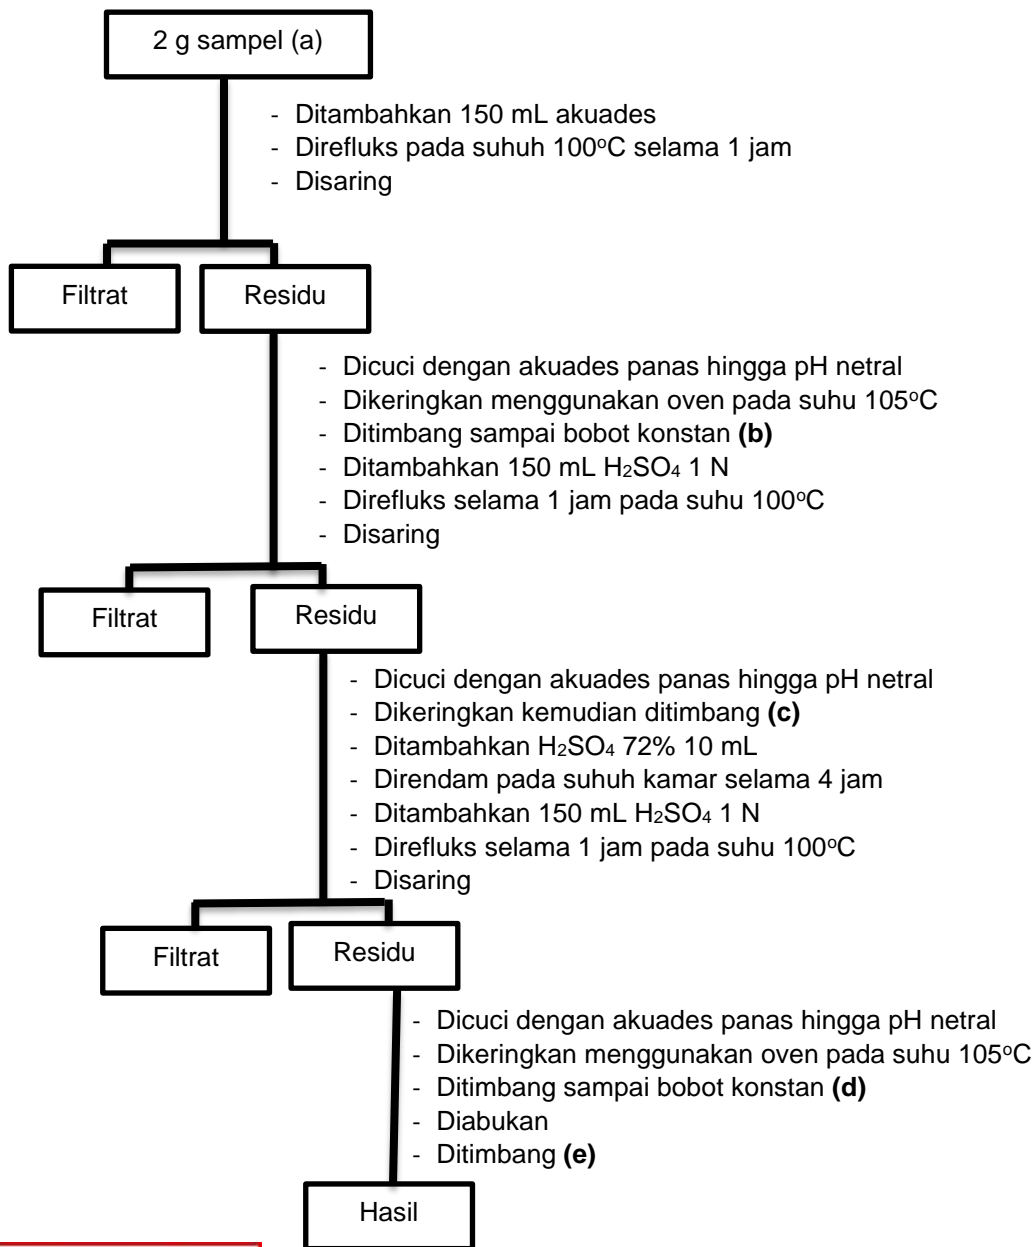 2 g sampel (a)
- Ditambahkan 150 mL akuades
- Direfluks pada suhuh 100°C selama 1 jam
- Disaring
Filtrat
Residu
- Dicuci dengan akuades panas hingga pH netral
- Dikeringkan menggunakan oven pada suhu 105°C
- Ditimbang sampai bobot konstan (b)
- Ditambahkan 150 mL H₂SO₄ 1 N
- Direfluks selama 1 jam pada suhu 100°C
- Disaring
Filtrat
Residu
- Dicuci dengan akuades panas hingga pH netral
- Dikeringkan kemudian ditimbang (c)
- Ditambahkan H₂SO₄ 72% 10 mL
- Direndam pada suhuh kamar selama 4 jam
- Ditambahkan 150 mL H₂SO₄ 1 N
- Direfluks selama 1 jam pada suhu 100°C
- Disaring
Filtrat
Residu
- Dicuci dengan akuades panas hingga pH netral
- Dikeringkan menggunakan oven pada suhu 105°C
- Ditimbang sampai bobot konstan (d)
- Diabukan
- Ditimbang (e)
Hasil